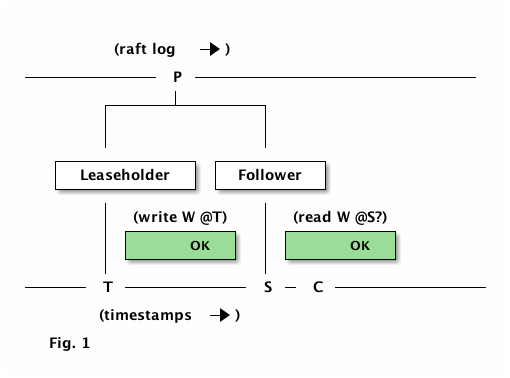 (raft log )
P
Leaseholder Follower
(write W @T) (read W @S?)
OK OK
T S C
(timestamps )
Fig. 1